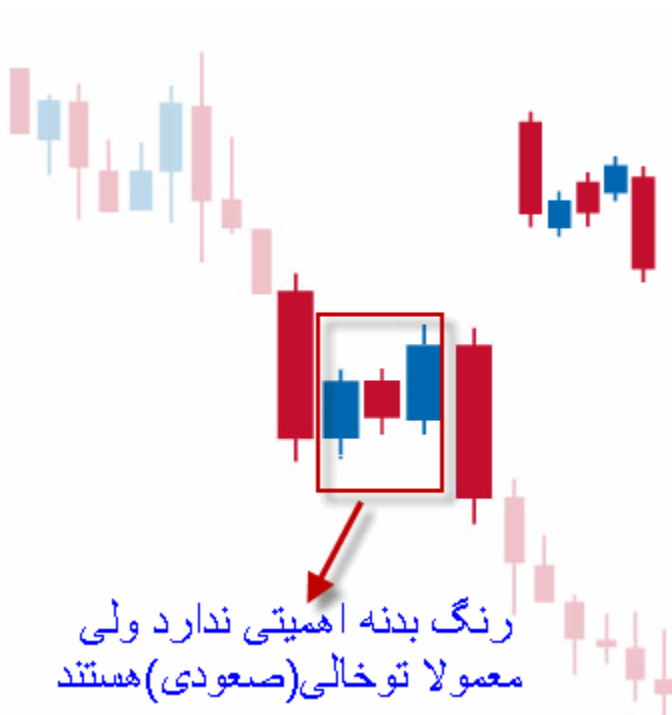 رنگ بدنه اهمیتی ندارد ولی
معمولا توخالی(صعودی)هستند